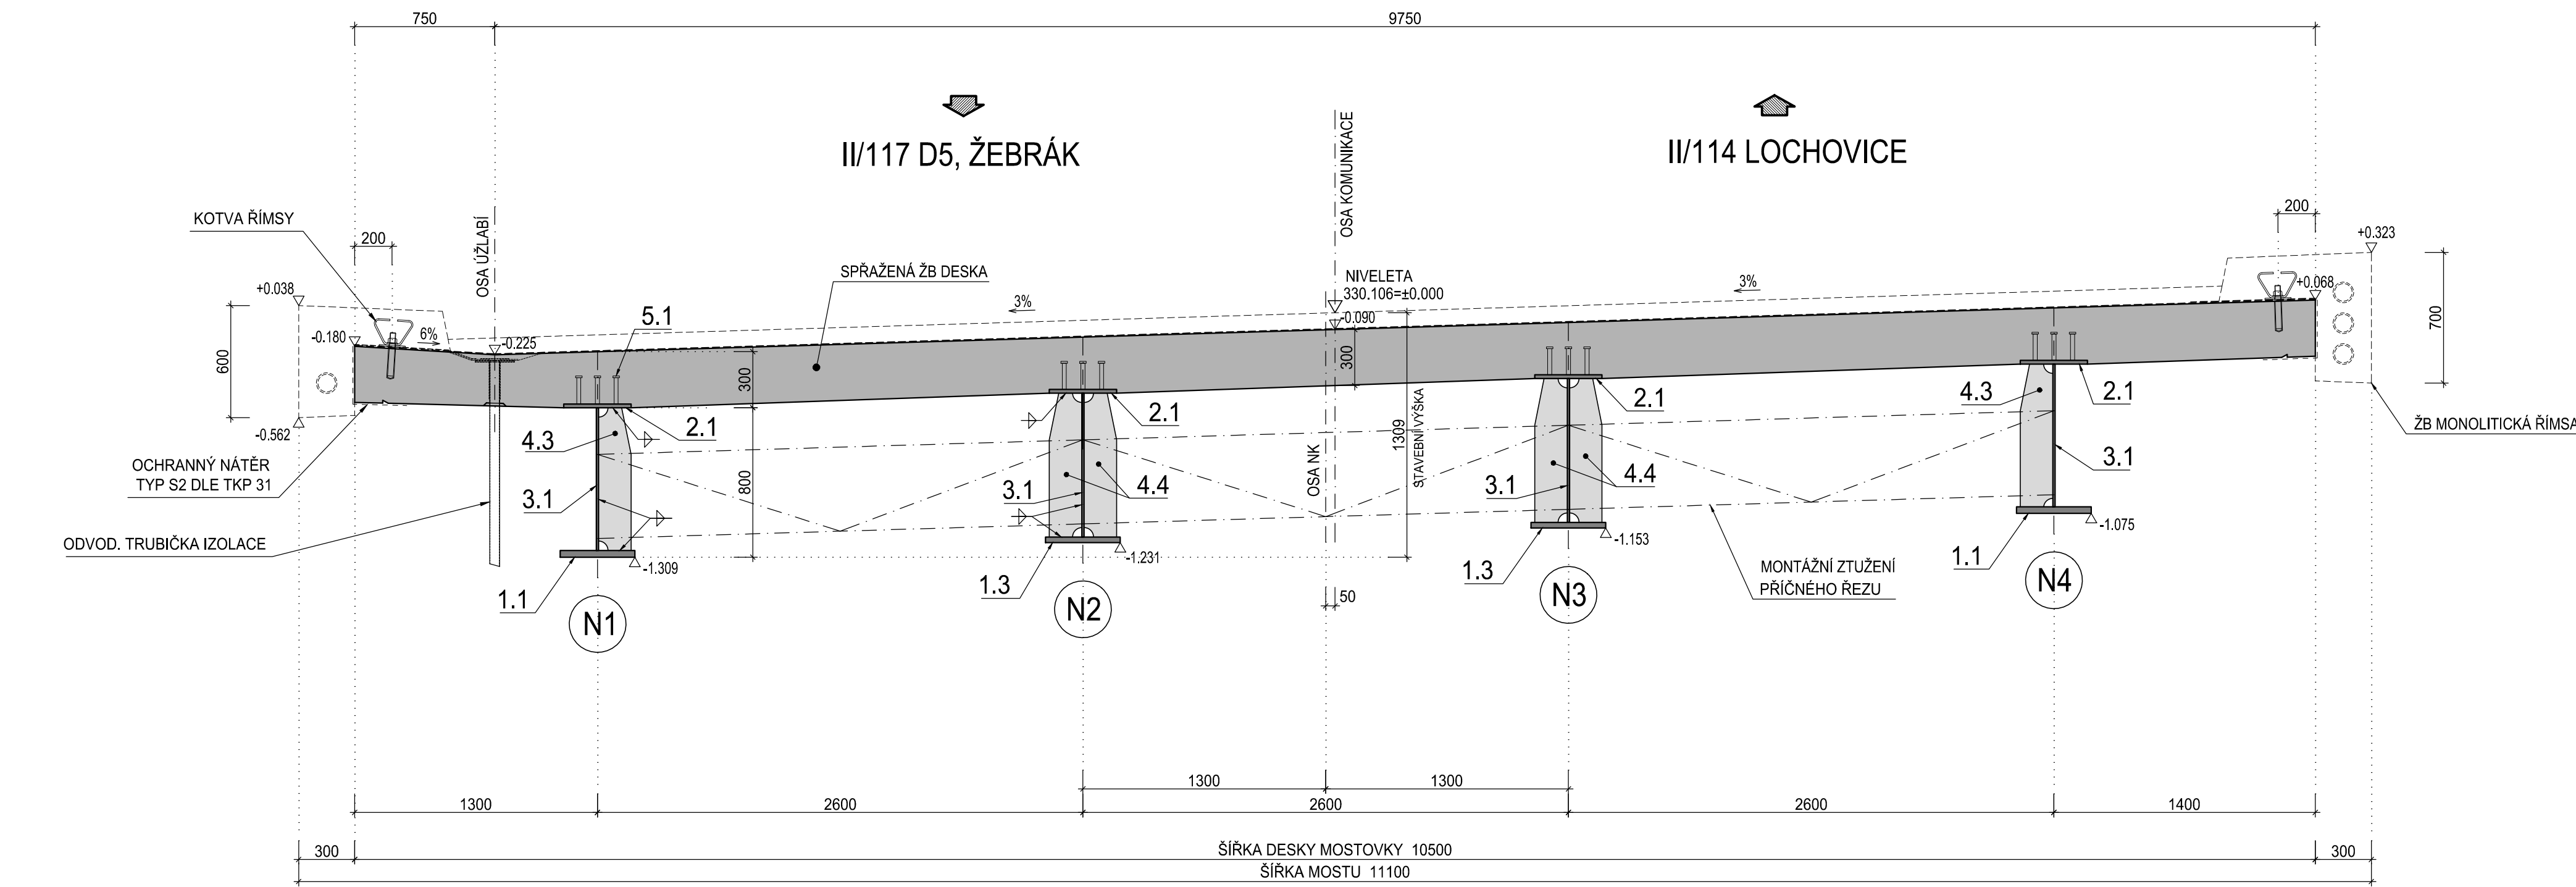 750
9750
II/117 D5, ŽEBRÁK
II/114 LOCHOVICE
OSA KOMUNIKACE
OSA ÚŽLABÍ
KOTVA ŘÍMSY
200
200
+0.323
SPŘAŽENÁ ŽB DESKA
NIVELETA
330.106=±0.000
-0.090
3%
3%
+0.038
+0.068
-0.180
6%
-0.225
5.1
600
700
300
300
-0.562
2.1
2.1
2.1
2.1
4.3
4.3
ŽB MONOLITICKÁ ŘÍMSA
OCHRANNÝ NÁTĚR
TYP S2 DLE TKP 31
800
1309
STAVEBNÍ VÝŠKA
OSA NK
3.1
3.1
3.1
3.1
4.4
4.4
ODVOD. TRUBIČKA IZOLACE
-1.309
-1.231
-1.153
-1.075
1.1
1.3
1.3
1.1
MONTÁŽNÍ ZTUŽENÍ
PŘÍČNÉHO ŘEZU
50
N1
N2
N3
N4
1300
1300
1300
2600
2600
2600
1400
300
ŠÍŘKA DESKY MOSTOVKY 10500
300
ŠÍŘKA MOSTU 11100